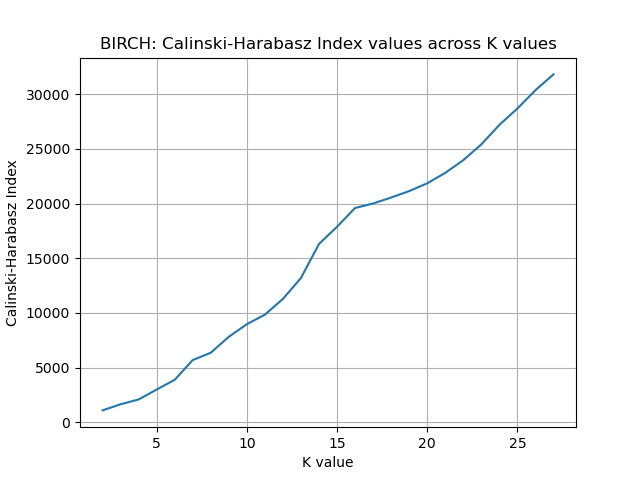 BIRCH: Calinski-Harabasz Index values across K values
30000
25000
20000
15000
10000
5000
0
Calinski-Harabasz Index
5 10 15 20 25
K value